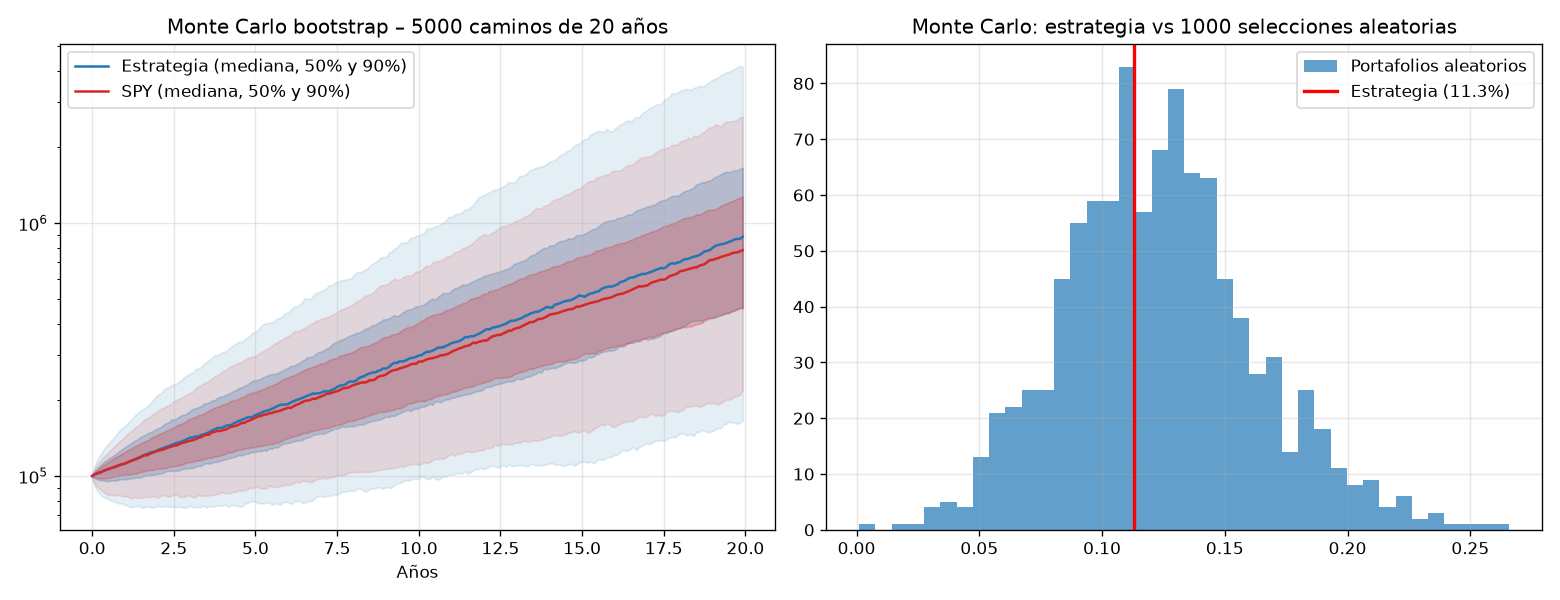 Monte Carlo bootstrap – 5000 caminos de 20 años
Estrategia (mediana, 50% y 90%)
SPY (mediana, 50% y 90%)
10^6
10^5
0.0 2.5 5.0 7.5 10.0 12.5 15.0 17.5 20.0
Años
Monte Carlo: estrategia vs 1000 selecciones aleatorias
Portafolios aleatorios
Estrategia (11.3%)
80
70
60
50
40
30
20
10
0
0.00 0.05 0.10 0.15 0.20 0.25